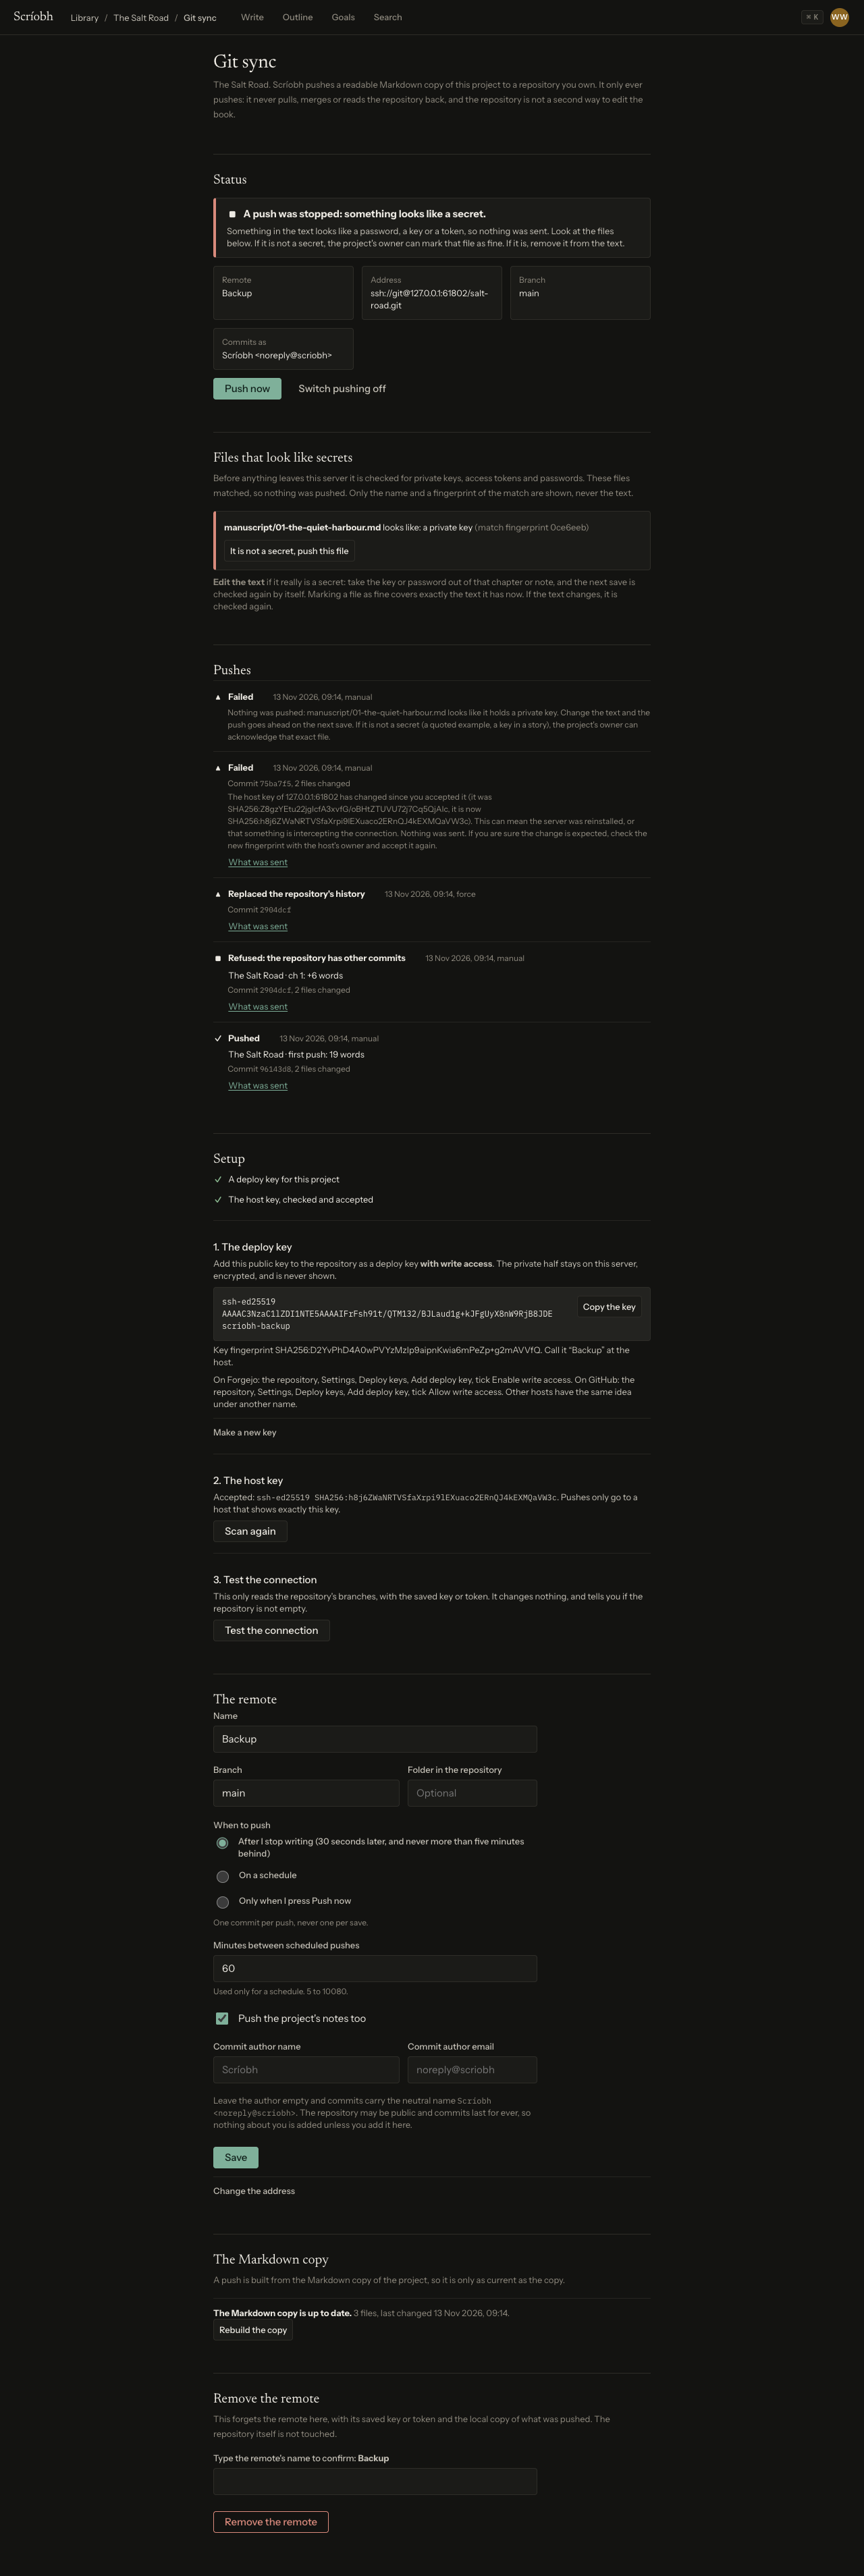 Scríobh
Library / The Salt Road / Git sync
Write
Outline
Goals
Search
⌘ K
WW
Git sync
The Salt Road. Scríobh pushes a readable Markdown copy of this project to a repository you own. It only ever
pushes: it never pulls, merges or reads the repository back, and the repository is not a second way to edit the
book.
Status
A push was stopped: something looks like a secret.
Something in the text looks like a password, a key or a token, so nothing was sent. Look at the files
below. If it is not a secret, the project's owner can mark that file as fine. If it is, remove it from the text.
Remote
Backup
Address
ssh://git@127.0.0.1:61802/salt-
road.git
Branch
main
Commits as
Scríobh <noreply@scriobh>
Push now
Switch pushing off
Files that look like secrets
Before anything leaves this server it is checked for private keys, access tokens and passwords. These files
matched, so nothing was pushed. Only the name and a fingerprint of the match are shown, never the text.
manuscript/01-the-quiet-harbour.md looks like: a private key (match fingerprint 0ce6eeb)
It is not a secret, push this file
Edit the text if it really is a secret: take the key or password out of that chapter or note, and the next save is
checked again by itself. Marking a file as fine covers exactly the text it has now. If the text changes, it is
checked again.
Pushes
Failed 13 Nov 2026, 09:14, manual
Nothing was pushed: manuscript/01-the-quiet-harbour.md looks like it holds a private key. Change the text and the
push goes ahead on the next save. If it is not a secret (a quoted example, a key in a story), the project's owner can
acknowledge that exact file.
Failed 13 Nov 2026, 09:14, manual
Commit 75ba7f5, 2 files changed
The host key of 127.0.0.1:61802 has changed since you accepted it (it was
SHA256:Z8gzYEtu22jglcfA3xvfG/oBHtZTUVU72j7Cq5QjAlc, it is now
SHA256:h8j6ZWaNRTVSfaXrpi9lEXuaco2ERnQJ4kEXMQaVW3c). This can mean the server was reinstalled, or
that something is intercepting the connection. Nothing was sent. If you are sure the change is expected, check the
new fingerprint with the host's owner and accept it again.
What was sent
Replaced the repository's history 13 Nov 2026, 09:14, force
Commit 2904dcf
What was sent
Refused: the repository has other commits 13 Nov 2026, 09:14, manual
The Salt Road · ch 1: +6 words
Commit 2904dcf, 2 files changed
What was sent
Pushed 13 Nov 2026, 09:14, manual
The Salt Road · first push: 19 words
Commit 96143d8, 2 files changed
What was sent
Setup
A deploy key for this project
The host key, checked and accepted
1. The deploy key
Add this public key to the repository as a deploy key with write access. The private half stays on this server,
encrypted, and is never shown.
ssh-ed25519
AAAAC3NzaC1lZDI1NTE5AAAAIFrFsh91t/QTM132/BJLaud1g+kJFgUyX8nW9RjB8JDE
scriobh-backup
Copy the key
Key fingerprint SHA256:D2YvPhD4A0wPVYzMzIp9aipnKwia6mPeZp+g2mAVVfQ. Call it “Backup” at the
host.
On Forgejo: the repository, Settings, Deploy keys, Add deploy key, tick Enable write access. On GitHub: the
repository, Settings, Deploy keys, Add deploy key, tick Allow write access. Other hosts have the same idea
under another name.
Make a new key
2. The host key
Accepted: ssh-ed25519 SHA256:h8j6ZWaNRTVSfaXrpi9lEXuaco2ERnQJ4kEXMQaVW3c. Pushes only go to a
host that shows exactly this key.
Scan again
3. Test the connection
This only reads the repository's branches, with the saved key or token. It changes nothing, and tells you if the
repository is not empty.
Test the connection
The remote
Name
Backup
Branch
Folder in the repository
main
Optional
When to push
After I stop writing (30 seconds later, and never more than five minutes
behind)
On a schedule
Only when I press Push now
One commit per push, never one per save.
Minutes between scheduled pushes
60
Used only for a schedule. 5 to 10080.
Push the project's notes too
Commit author name
Commit author email
Scríobh
noreply@scriobh
Leave the author empty and commits carry the neutral name Scríobh
<noreply@scriobh>. The repository may be public and commits last for ever, so
nothing about you is added unless you add it here.
Save
Change the address
The Markdown copy
A push is built from the Markdown copy of the project, so it is only as current as the copy.
The Markdown copy is up to date. 3 files, last changed 13 Nov 2026, 09:14.
Rebuild the copy
Remove the remote
This forgets the remote here, with its saved key or token and the local copy of what was pushed. The
repository itself is not touched.
Type the remote's name to confirm: Backup
Remove the remote